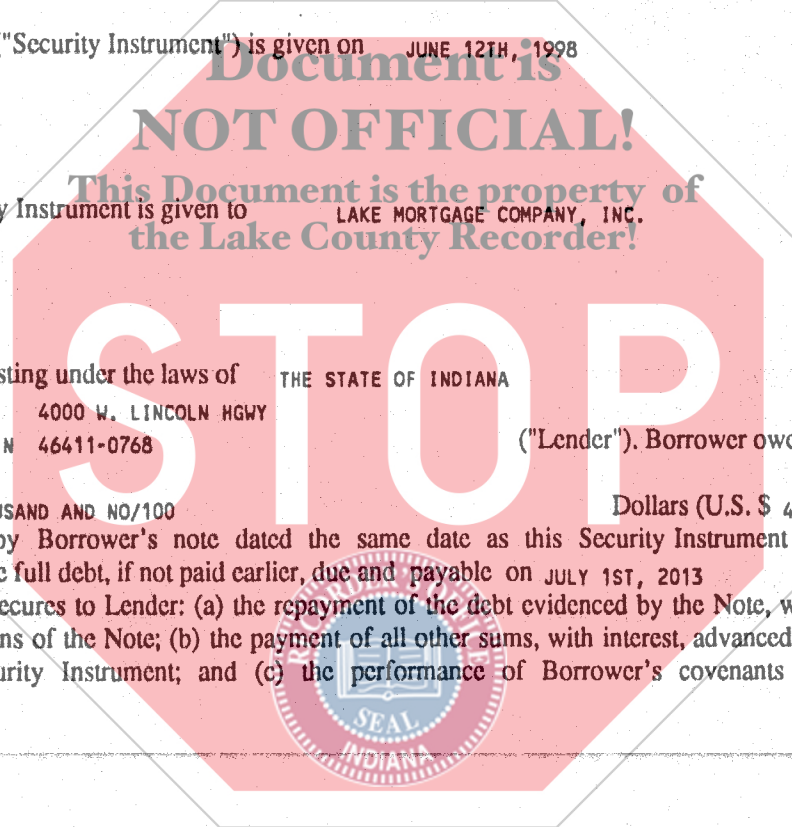 ("Security Instrument") is given on JUNE 12TH, 1998
Document is
NOT OFFICIAL!
This Document is the property of
y Instrument is given to LAKE MORTGAGE COMPANY, INC.
the Lake County Recorder!
STOP
sting under the laws of THE STATE OF INDIANA
4000 W. LINCOLN HGWY
N 46411-0768 ("Lender"). Borrower owe
USAND AND NO/100 Dollars (U.S. $ 4
by Borrower's note dated the same date as this Security Instrument
e full debt, if not paid earlier, due and payable on JULY 1ST, 2013
ecures to Lender: (a) the repayment of the debt evidenced by the Note, w
ns of the Note; (b) the payment of all other sums, with interest, advanced
urity Instrument; and (c) the performance of Borrower's covenants
SEAL
INDIANA